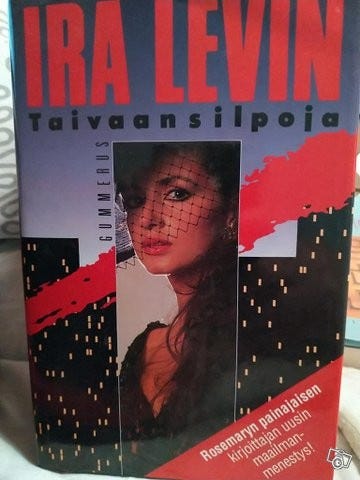 IRA LEVIN
Taivaansilpoja
GUMMERUS
Rosemaryn painajaisen
kirjoittajan uusin
maailman-
menestys!